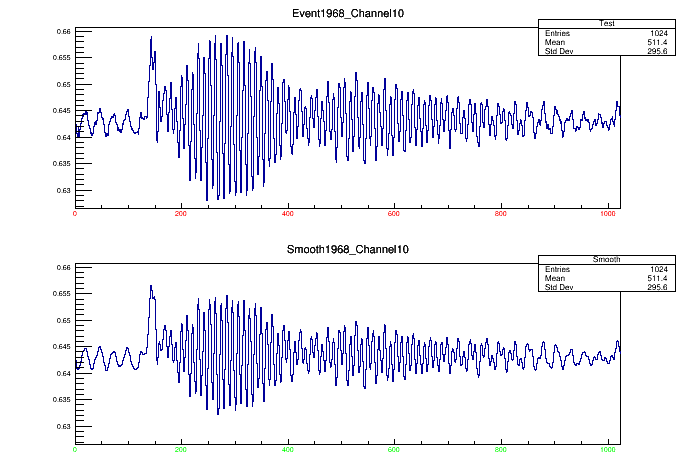 Event1968_Channel10
Test
Entries 1024
Mean 511.4
Std Dev 295.6
0.66
0.655
0.65
0.645
0.64
0.635
0.63
0 200 400 600 800 1000
Smooth1968_Channel10
Smooth
Entries 1024
Mean 511.4
Std Dev 295.6
0.66
0.655
0.65
0.645
0.64
0.635
0.63
0 200 400 600 800 1000